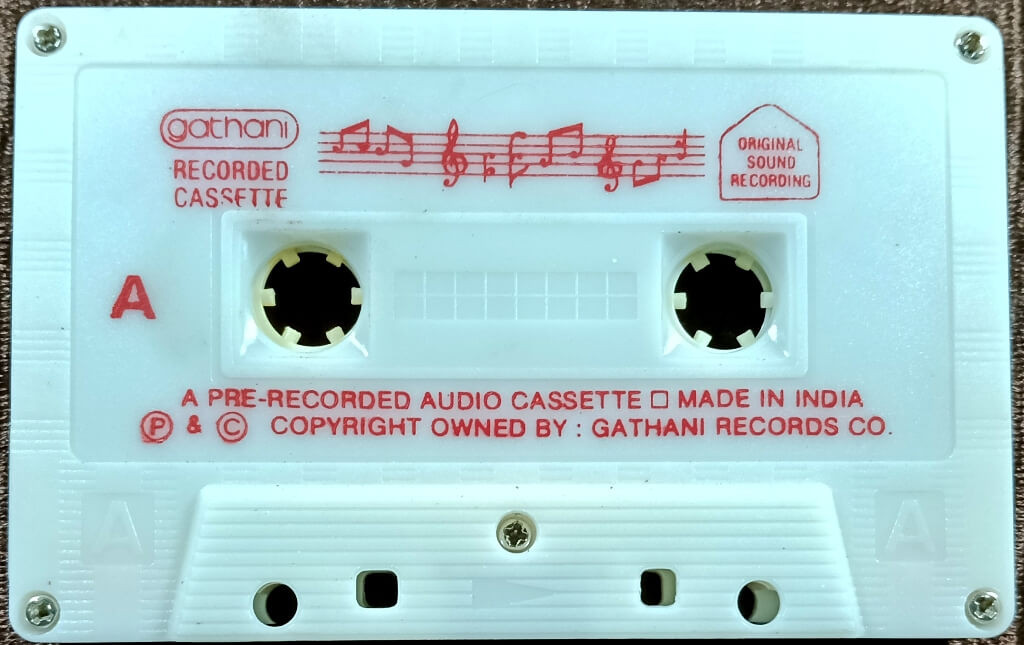 gathani
RECORDED
CASSETTE
ORIGINAL
SOUND
RECORDING
A
A PRE-RECORDED AUDIO CASSETTE □ MADE IN INDIA
Ⓟ & © COPYRIGHT OWNED BY : GATHANI RECORDS CO.
A A